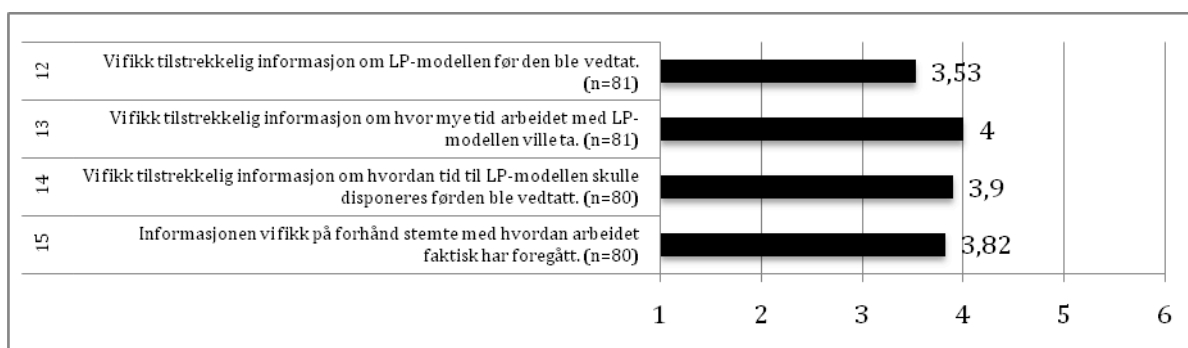 12
Vi fikk tilstrekkelig informasjon om LP-modellen før den ble vedtat.
(n=81)
3,53
13
Vi fikk tilstrekkelig informasjon om hvor mye tid arbeidet med LP-
modellen ville ta. (n=81)
4
14
Vi fikk tilstrekkelig informasjon om hvordan tid til LP-modellen skulle
disponeres førden ble vedtatt. (n=80)
3,9
15
Informasjonen vi fikk på forhånd stemte med hvordan arbeidet
faktisk har foregått. (n=80)
3,82
1 2 3 4 5 6